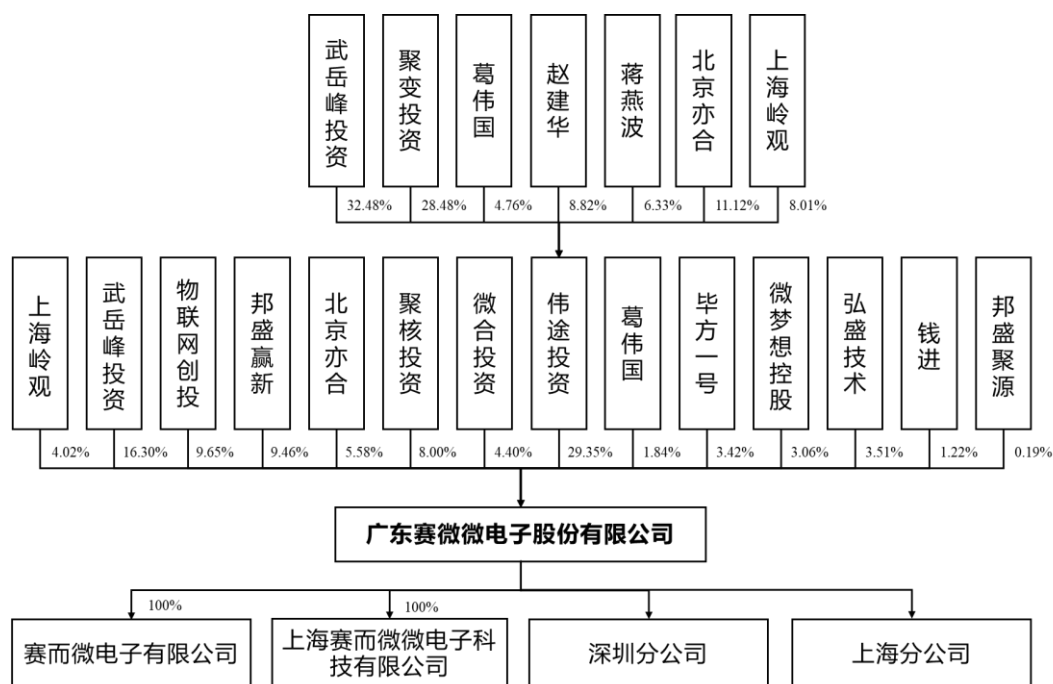 武岳峰投资
聚变投资
葛伟国
赵建华
蒋燕波
北京亦合
上海岭观
32.48%
28.48%
4.76%
8.82%
6.33%
11.12%
8.01%
上海岭观
武岳峰投资
物联网创投
邦盛赢新
北京亦合
聚核投资
微合投资
伟途投资
葛伟国
毕方一号
微梦想控股
弘盛技术
钱进
邦盛聚源
4.02%
16.30%
9.65%
9.46%
5.58%
8.00%
4.40%
29.35%
1.84%
3.42%
3.06%
3.51%
1.22%
0.19%
广东赛微微电子股份有限公司
100%
100%
赛而微电子有限公司
上海赛而微微电子科
技有限公司
深圳分公司
上海分公司